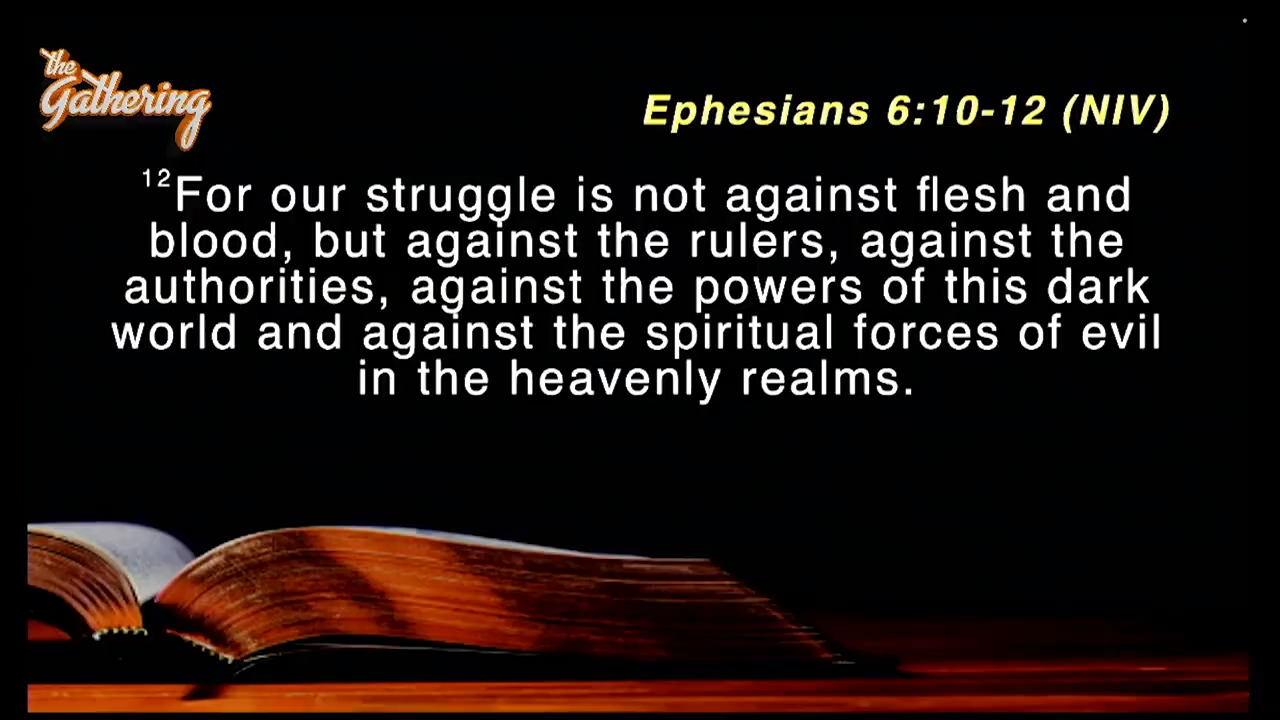 the
Gathering
Ephesians 6:10-12 (NIV)
12For our struggle is not against flesh and
blood, but against the rulers, against the
authorities, against the powers of this dark
world and against the spiritual forces of evil
in the heavenly realms.